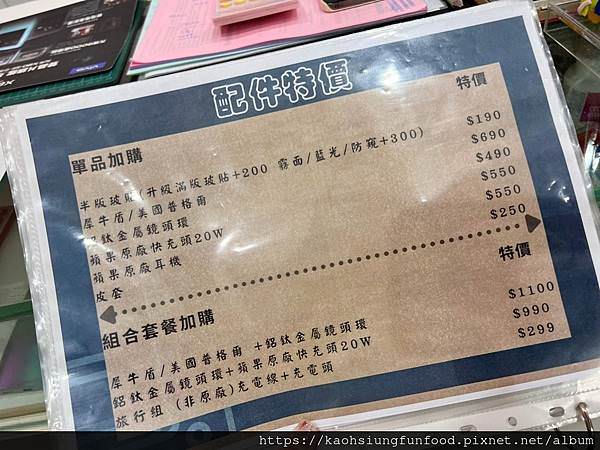 配件特價
單品加購 特價
半版玻貼(升級滿版玻貼+200 霧面/藍光/防窺+300) $190
犀牛盾/美國普格爾 $690
鋁鈦金屬鏡頭環 $490
蘋果原廠快充頭20W $550
蘋果原廠耳機 $550
皮套 $250
組合套餐加購 特價
犀牛盾/美國普格爾 +鋁鈦金屬鏡頭環 $1100
鋁鈦金屬鏡頭環+蘋果原廠快充頭20W $990
旅行組 (非原廠)充電線+充電頭 $299
https://kaohsiungfunfood.pixnet.net/album